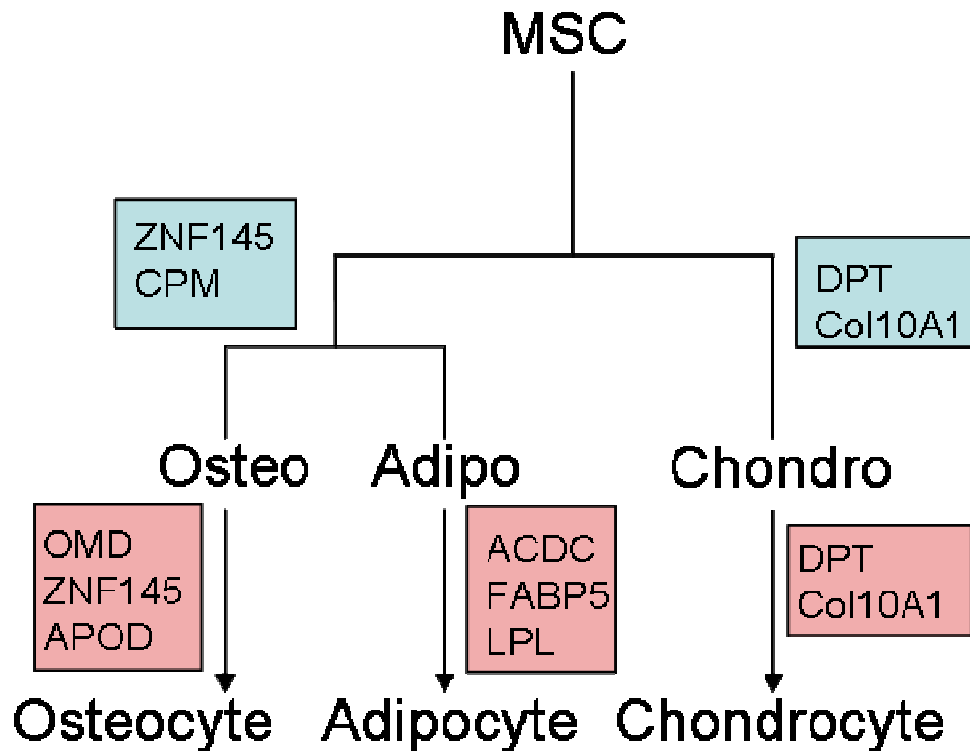 MSC
ZNF145
CPM
DPT
Col10A1
Osteo
Adipo
Chondro
OMD
ZNF145
APOD
ACDC
FABP5
LPL
DPT
Col10A1
Osteocyte
Adipocyte
Chondrocyte